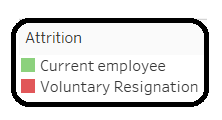 Attrition
Current employee
Voluntary Resignation